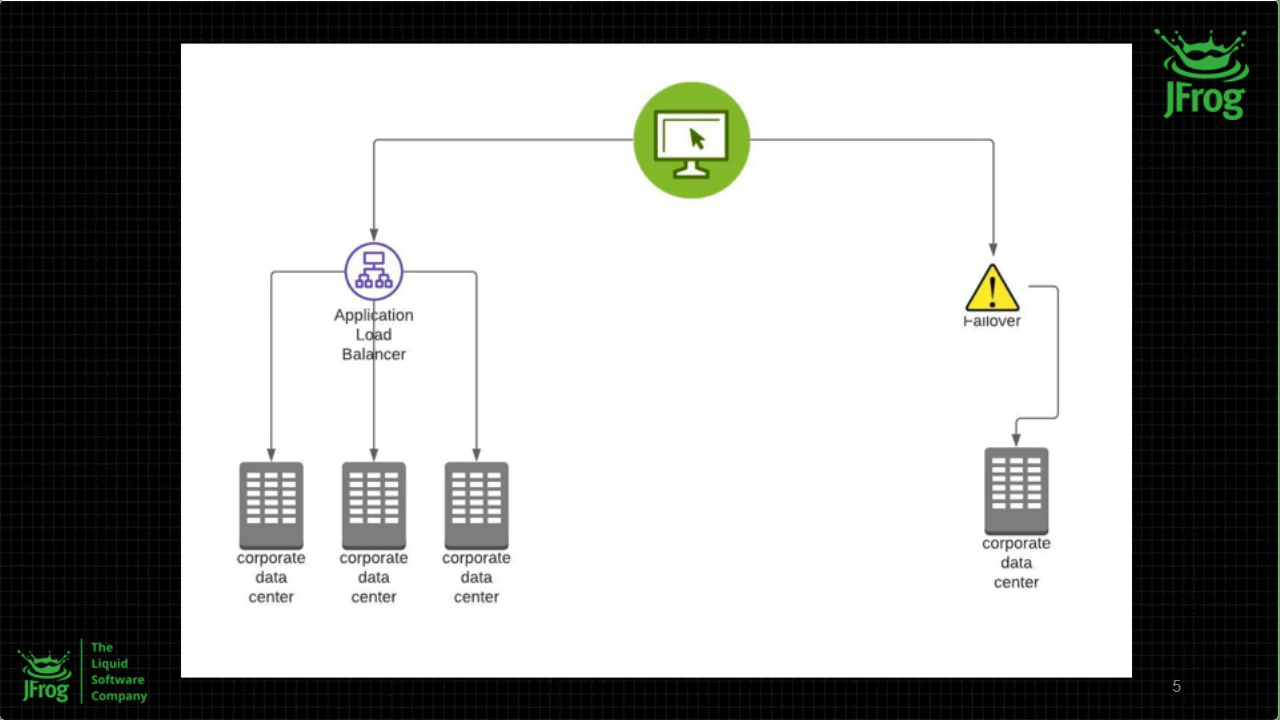 JFrog
Application
Load
Balancer
Failover
corporate
data
center
corporate
data
center
corporate
data
center
corporate
data
center
JFrog
The
Liquid
Software
Company
5